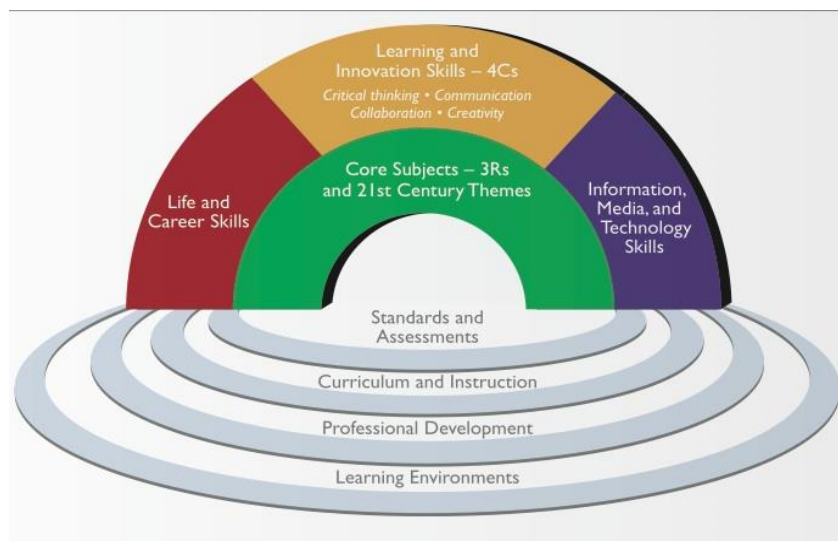 Learning and
Innovation Skills – 4Cs
Critical thinking • Communication
Collaboration • Creativity
Core Subjects – 3Rs
and 21st Century Themes
Life and
Career Skills
Information,
Media, and
Technology
Skills
Standards and
Assessments
Curriculum and Instruction
Professional Development
Learning Environments